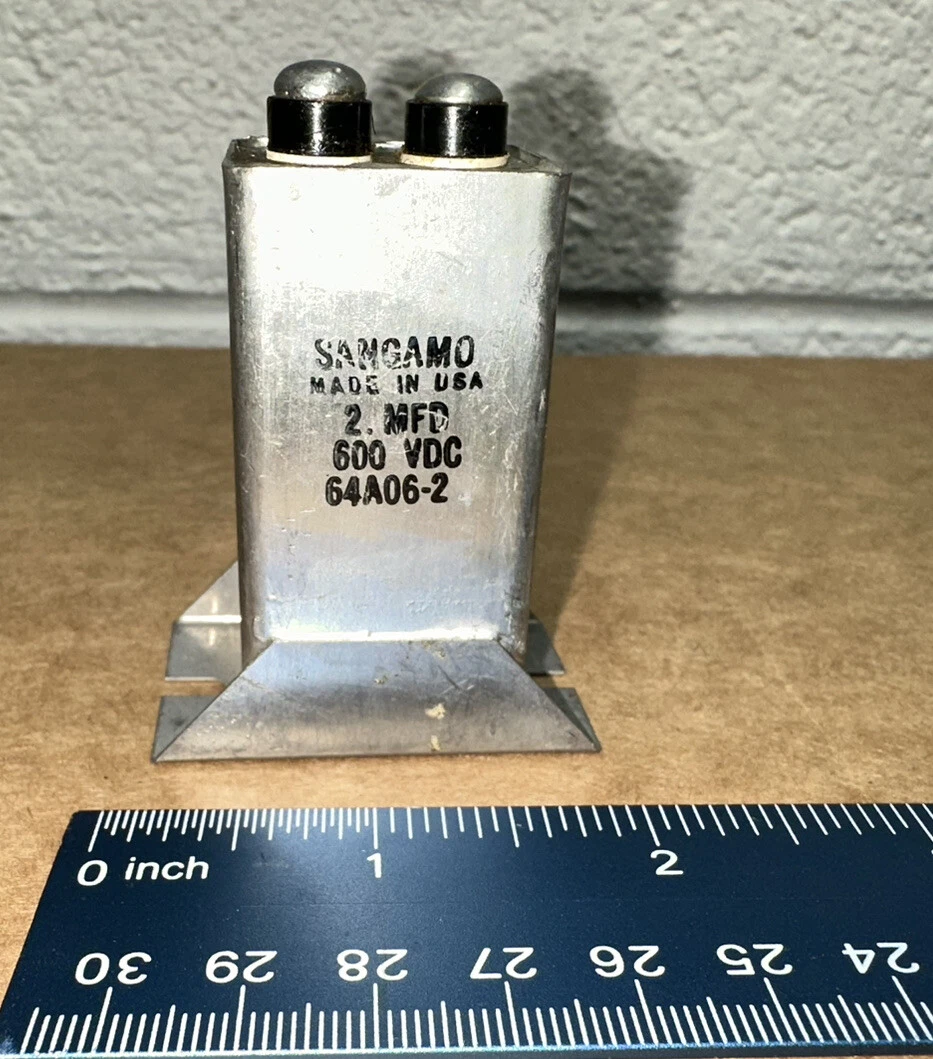 SANGAMO
MADE IN USA
2. MFD
600 VDC
64A06-2
0 inch 1 2
30 29 28 27 26 25 24